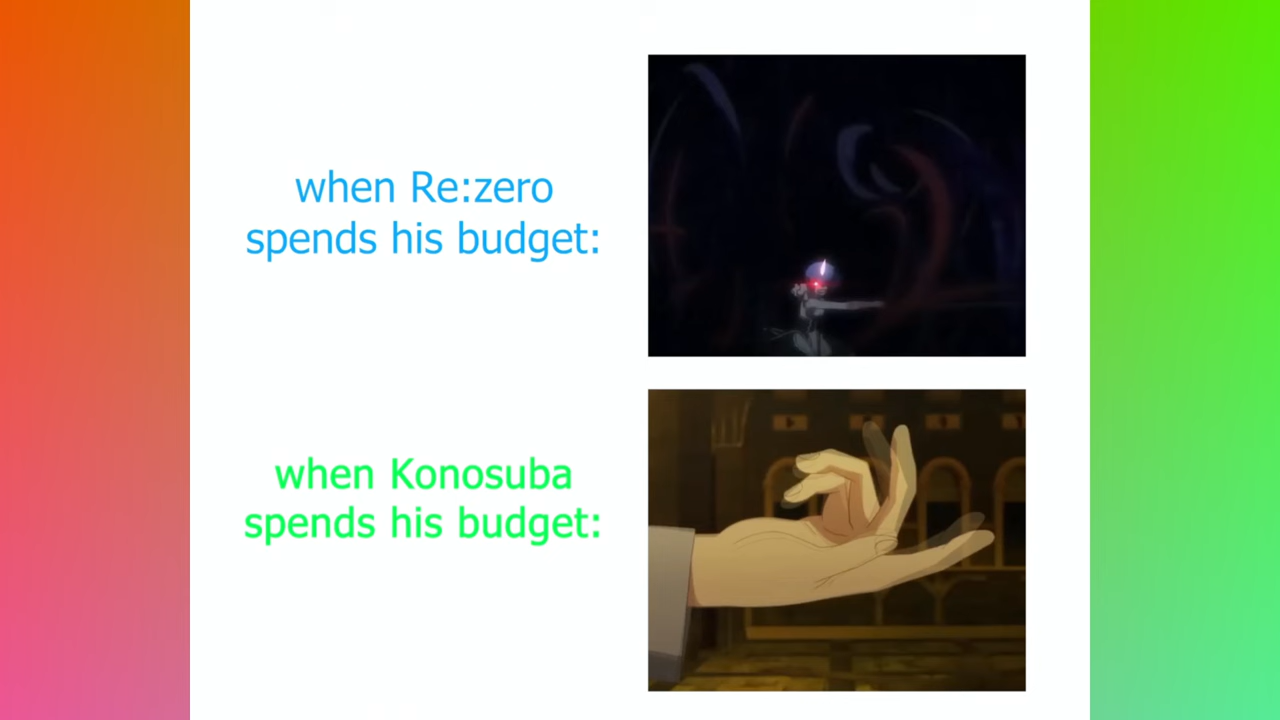 when Re:zero
spends his budget:
when Konosuba
spends his budget: